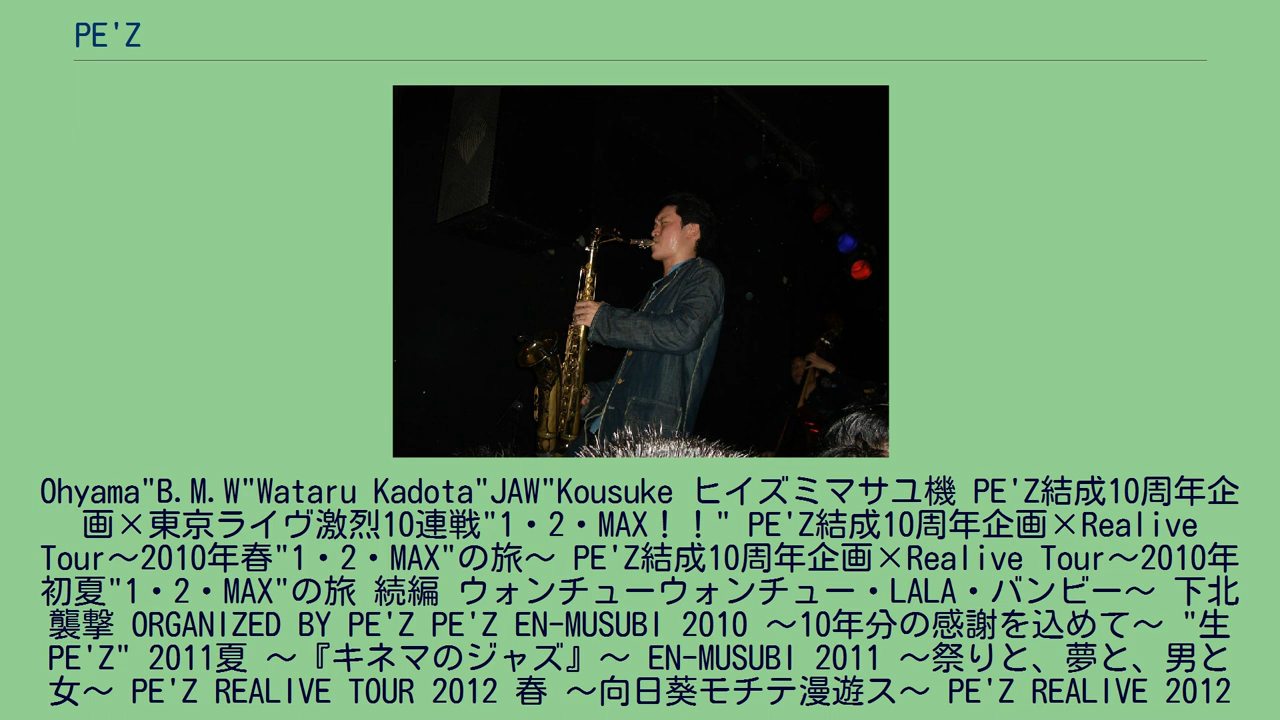 PE'Z
Ohyama"B.M.W"Wataru Kadota"JAW"Kousuke ヒイズミマサユ機 PE'Z結成10周年企
画×東京ライヴ激烈10連戦"1・2・MAX！！" PE'Z結成10周年企画×Realive
Tour～2010年春"1・2・MAX"の旅～ PE'Z結成10周年企画×Realive Tour～2010年
初夏"1・2・MAX"の旅 続編 ウォンチューウォンチュー・LALA・バンビー～ 下北
襲撃 ORGANIZED BY PE'Z PE'Z EN-MUSUBI 2010 ～10年分の感謝を込めて～ "生
PE'Z" 2011夏 ～『キネマのジャズ』～ EN-MUSUBI 2011 ～祭りと、夢と、男と
女～ PE'Z REALIVE TOUR 2012 春 ～向日葵モチテ漫遊ス～ PE'Z REALIVE 2012